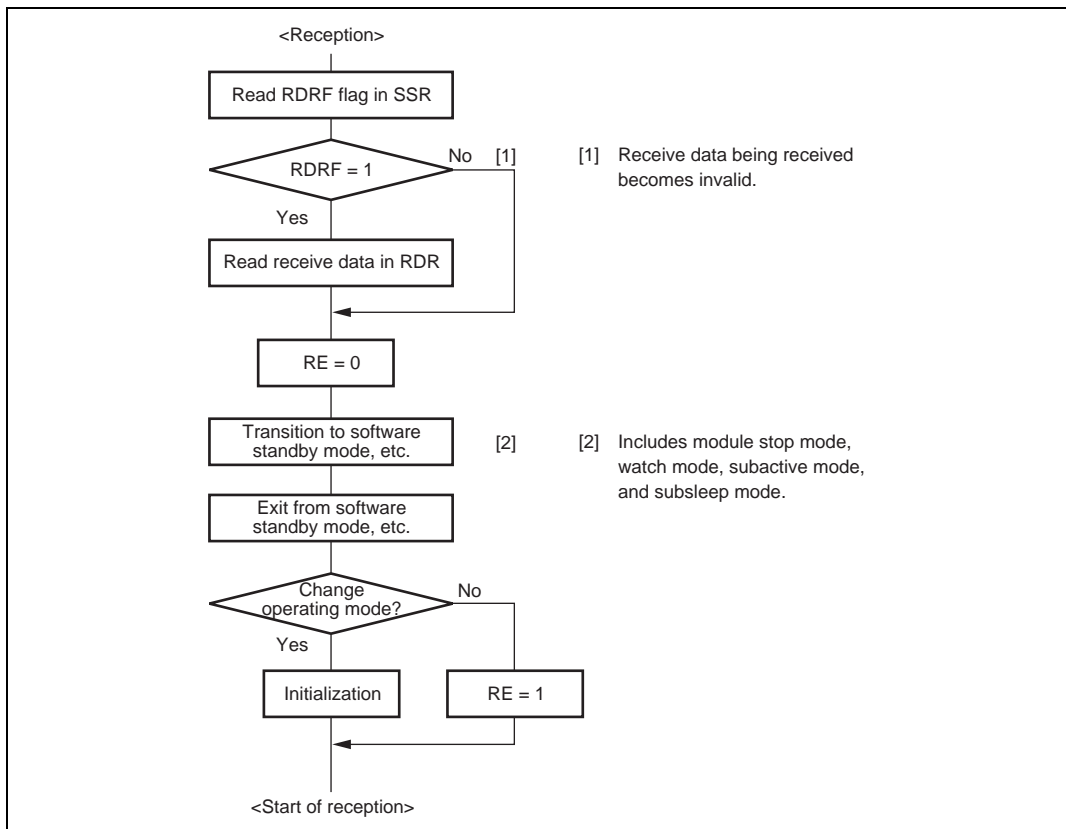 <Reception>
Read RDRF flag in SSR
RDRF = 1
No [1]
[1] Receive data being received
becomes invalid.
Yes
Read receive data in RDR
RE = 0
Transition to software
standby mode, etc.
[2]
[2] Includes module stop mode,
watch mode, subactive mode,
and subsleep mode.
Exit from software
standby mode, etc.
Change
operating mode?
No
Yes
Initialization
RE = 1
<Start of reception>